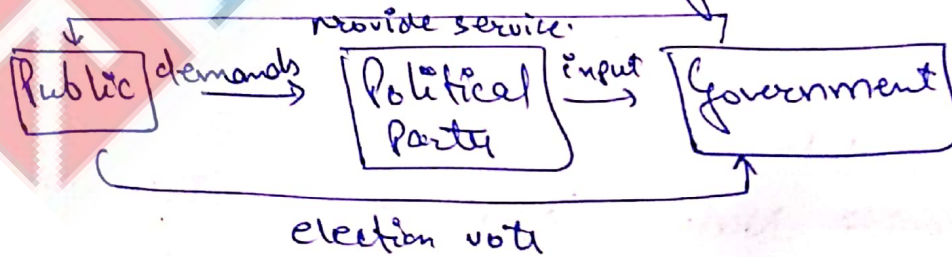 provide service.
Public demands Political Party input Government
election vote